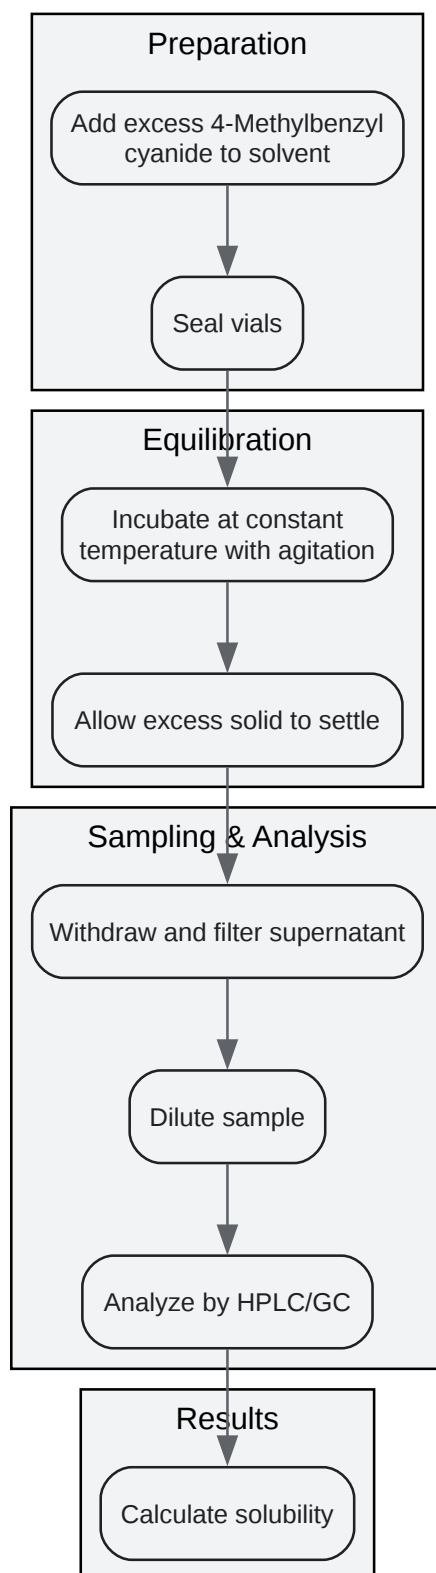 Preparation
Add excess 4-Methylbenzyl
cyanide to solvent
Seal vials
Equilibration
Incubate at constant
temperature with agitation
Allow excess solid to settle
Sampling & Analysis
Withdraw and filter supernatant
Dilute sample
Analyze by HPLC/GC
Results
Calculate solubility